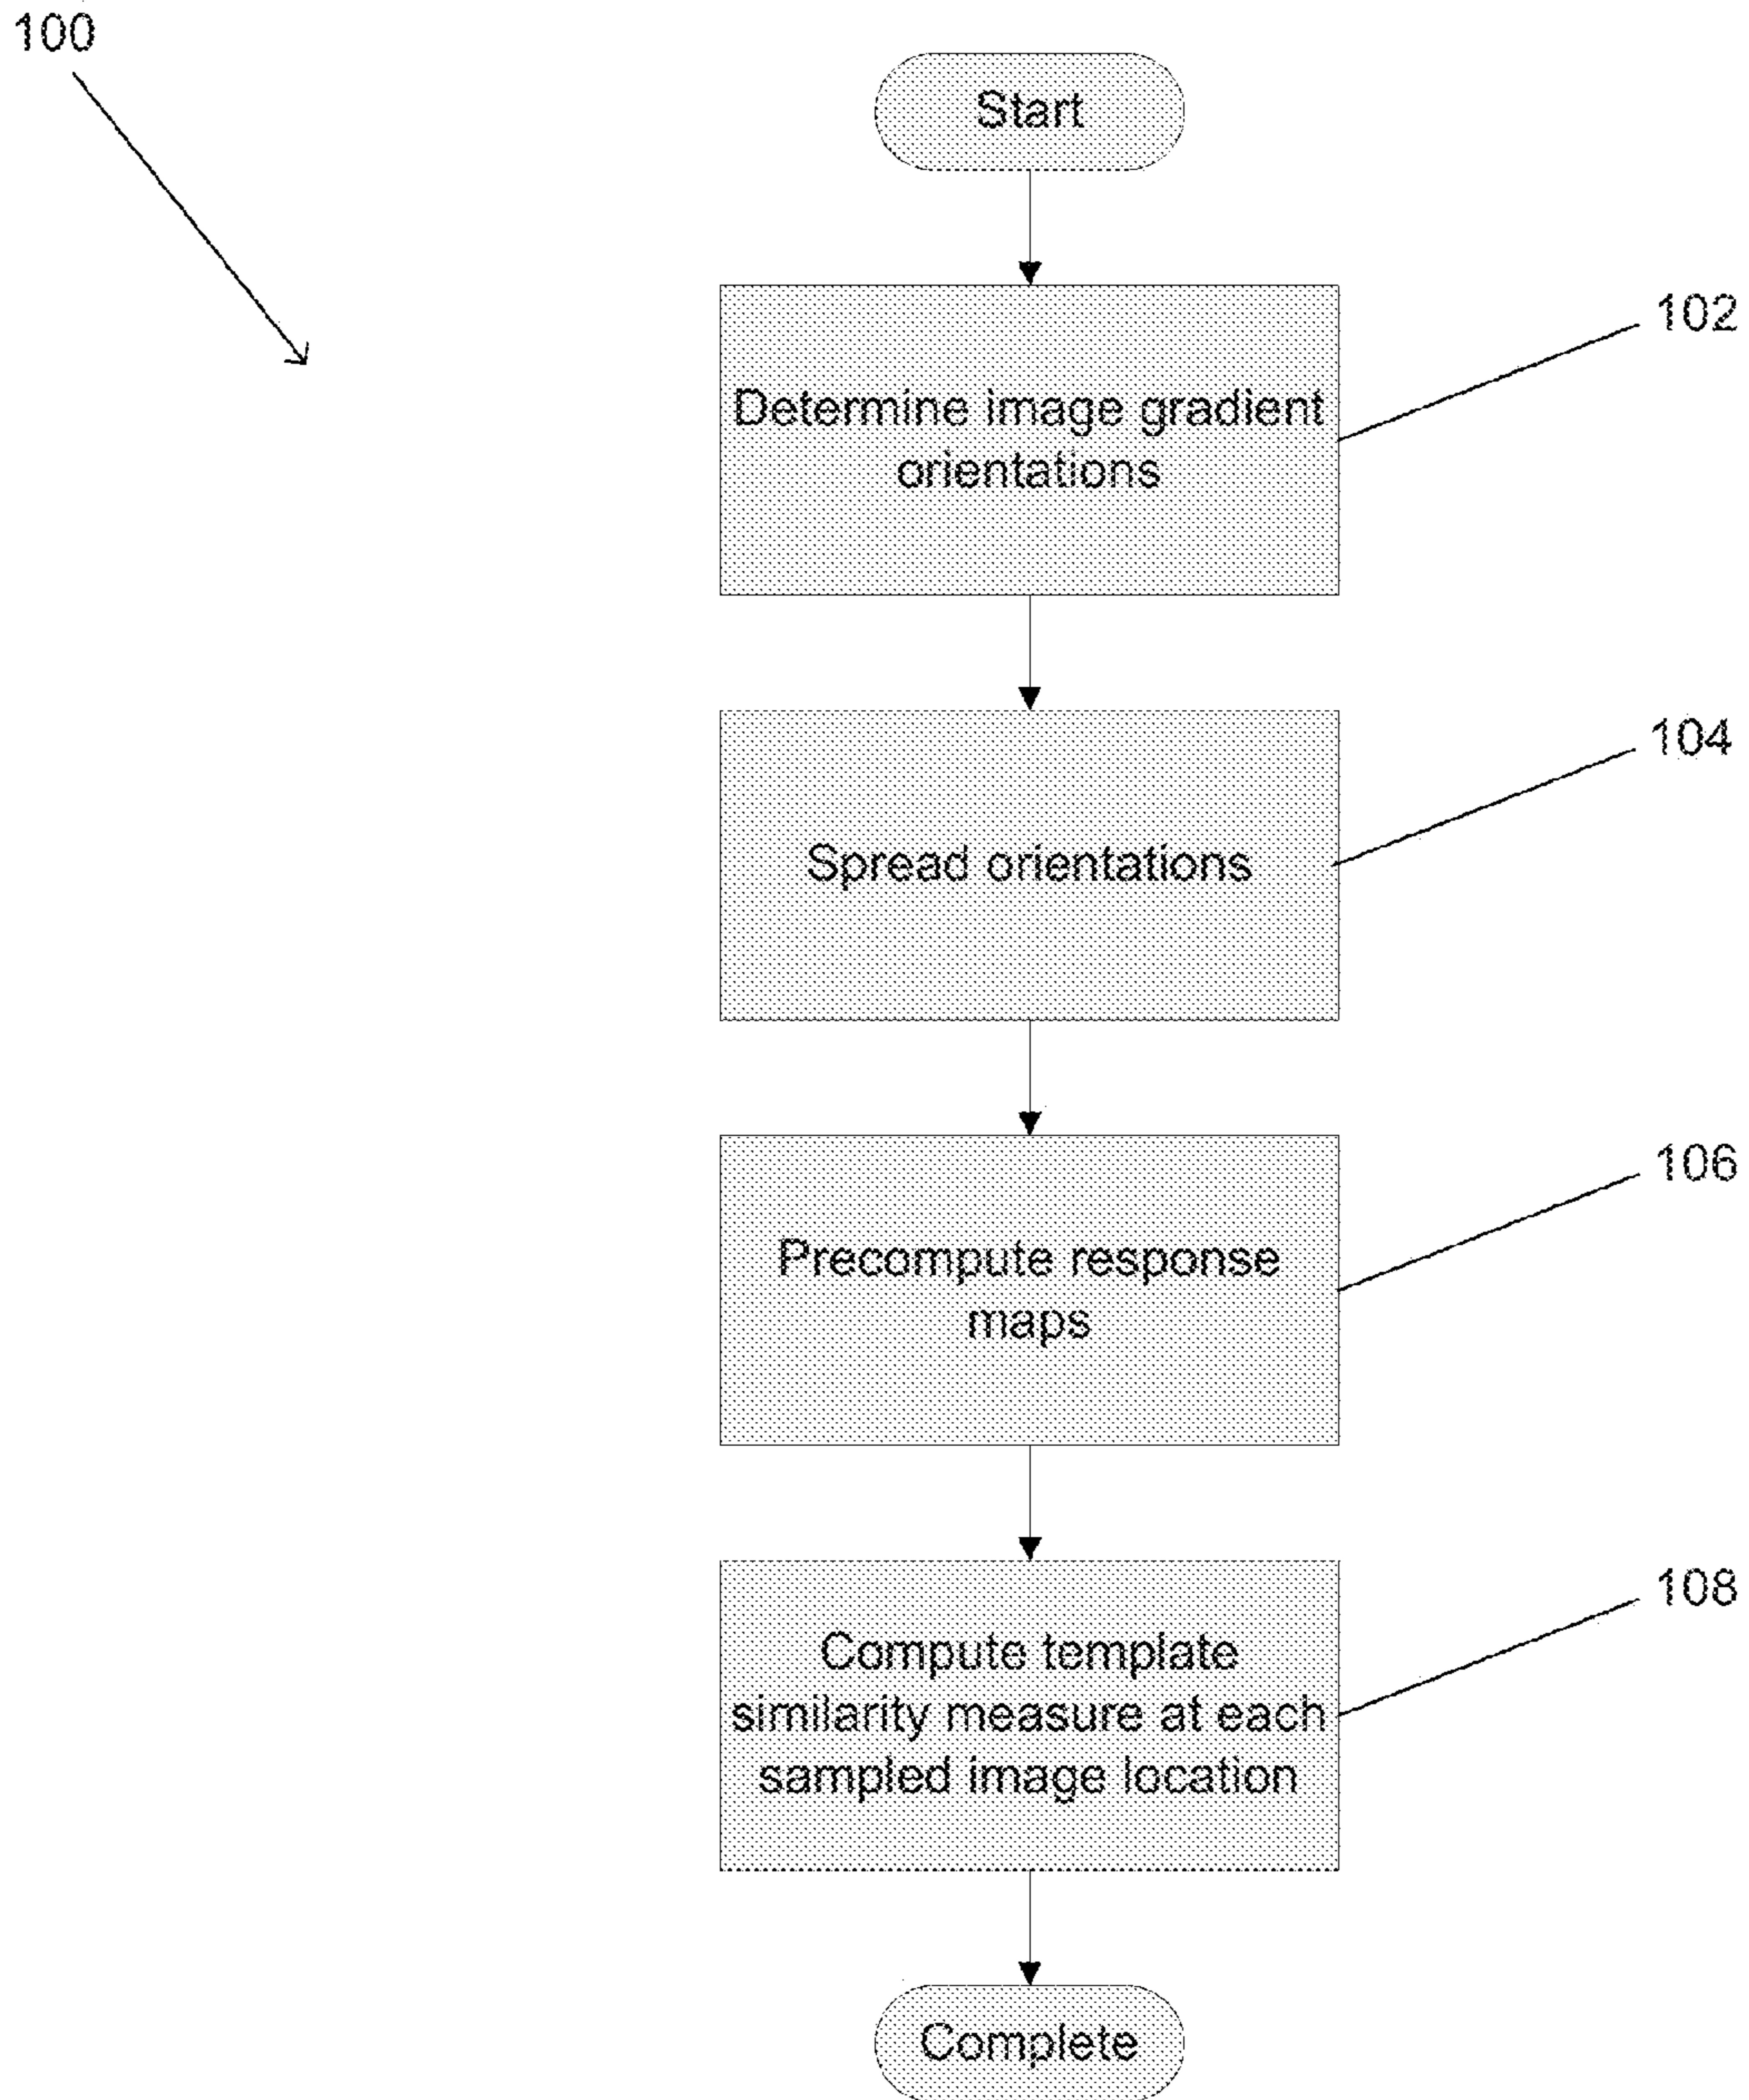 100
Start
Determine image gradient
orientations
102
Spread orientations
104
Precompute response
maps
106
Compute template
similarity measure at each
sampled image location
108
Complete